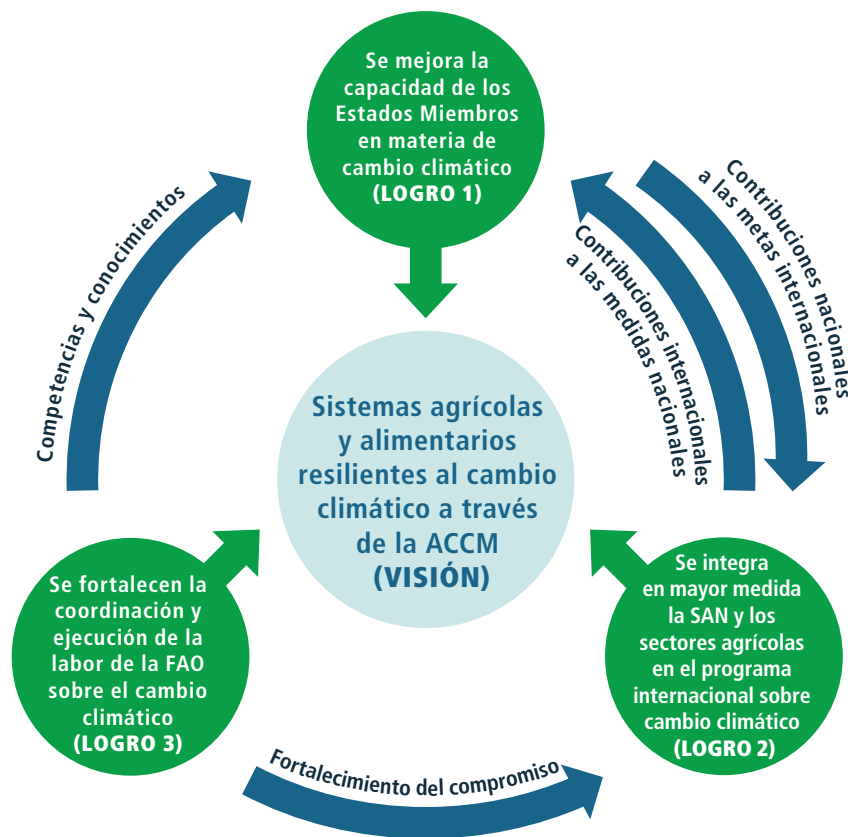 Se mejora la
capacidad de los
Estados Miembros
en materia de
cambio climático
(LOGRO 1)
Competencias y conocimientos
Contribuciones nacionales
a las metas internacionales
Contribuciones internacionales
a las medidas nacionales
Sistemas agrícolas
y alimentarios
resilientes al cambio
climático a través
de la ACCM
(VISIÓN)
Se fortalecen la
coordinación y
ejecución de la
labor de la FAO
sobre el cambio
climático
(LOGRO 3)
Se integra
en mayor medida
la SAN y los
sectores agrícolas
en el programa
internacional sobre
cambio climático
(LOGRO 2)
Fortalecimiento del compromiso